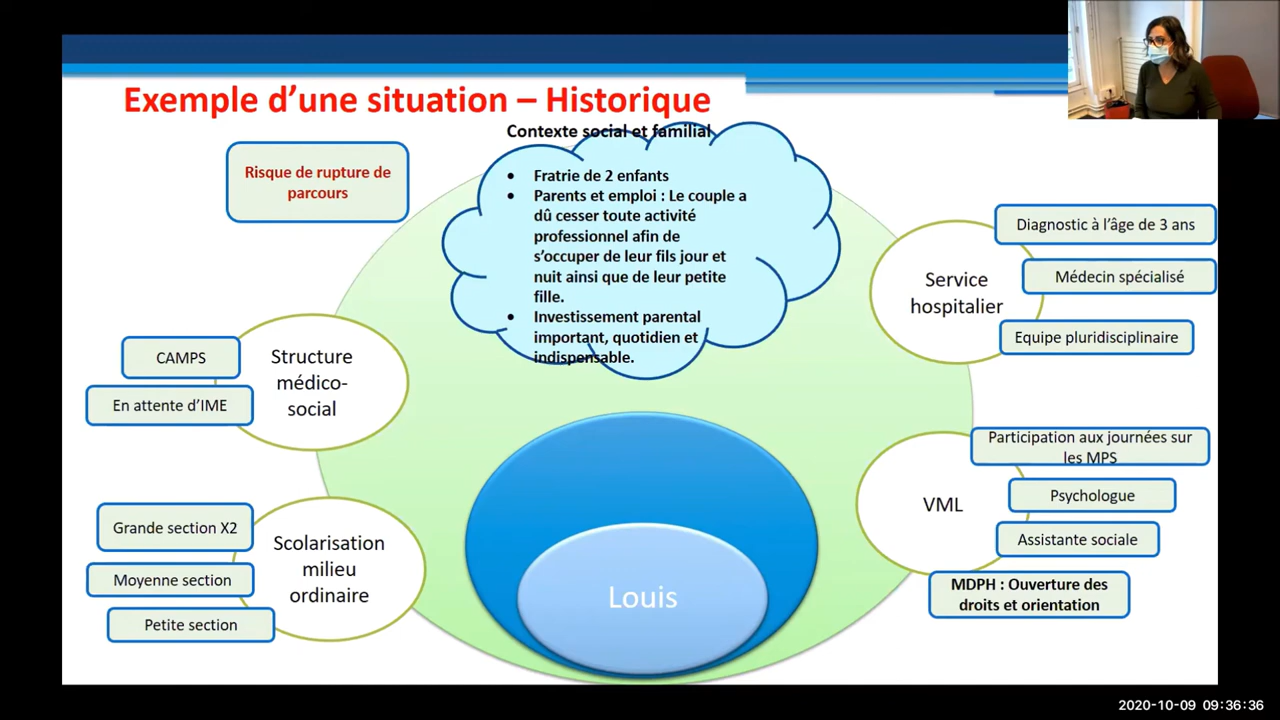 Exemple d’une situation – Historique
Contexte social et familial
Risque de rupture de
parcours
• Fratrie de 2 enfants
• Parents et emploi : Le couple a
dû cesser toute activité
professionnel afin de
s’occuper de leur fils jour et
nuit ainsi que de leur petite
fille.
• Investissement parental
important, quotidien et
indispensable.
Diagnostic à l’âge de 3 ans
Service
hospitalier
Médecin spécialisé
Equipe pluridisciplinaire
CAMPS
En attente d’IME
Structure
médico-
social
Participation aux journées sur
les MPS
VML
Psychologue
Assistante sociale
MDPH : Ouverture des
droits et orientation
Grande section X2
Moyenne section
Petite section
Scolarisation
milieu
ordinaire
Louis
2020-10-09 09:36:36